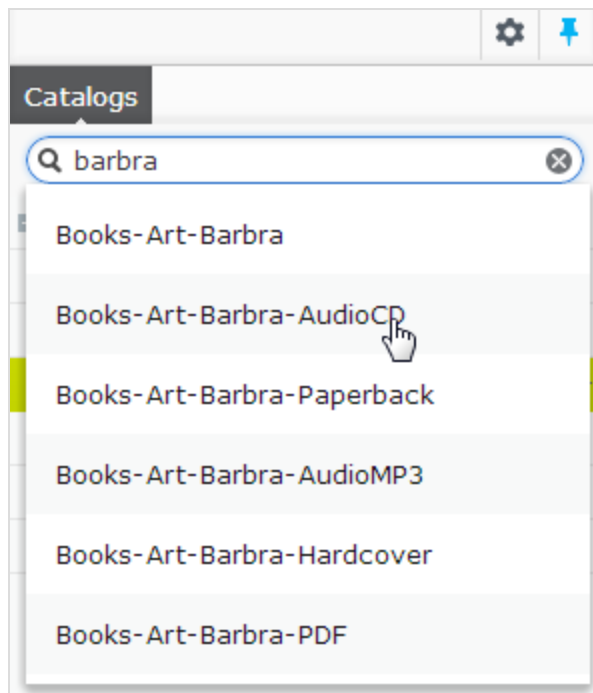 Catalogs
barbra
Books-Art-Barbra
Books-Art-Barbra-AudioCD
Books-Art-Barbra-Paperback
Books-Art-Barbra-AudioMP3
Books-Art-Barbra-Hardcover
Books-Art-Barbra-PDF